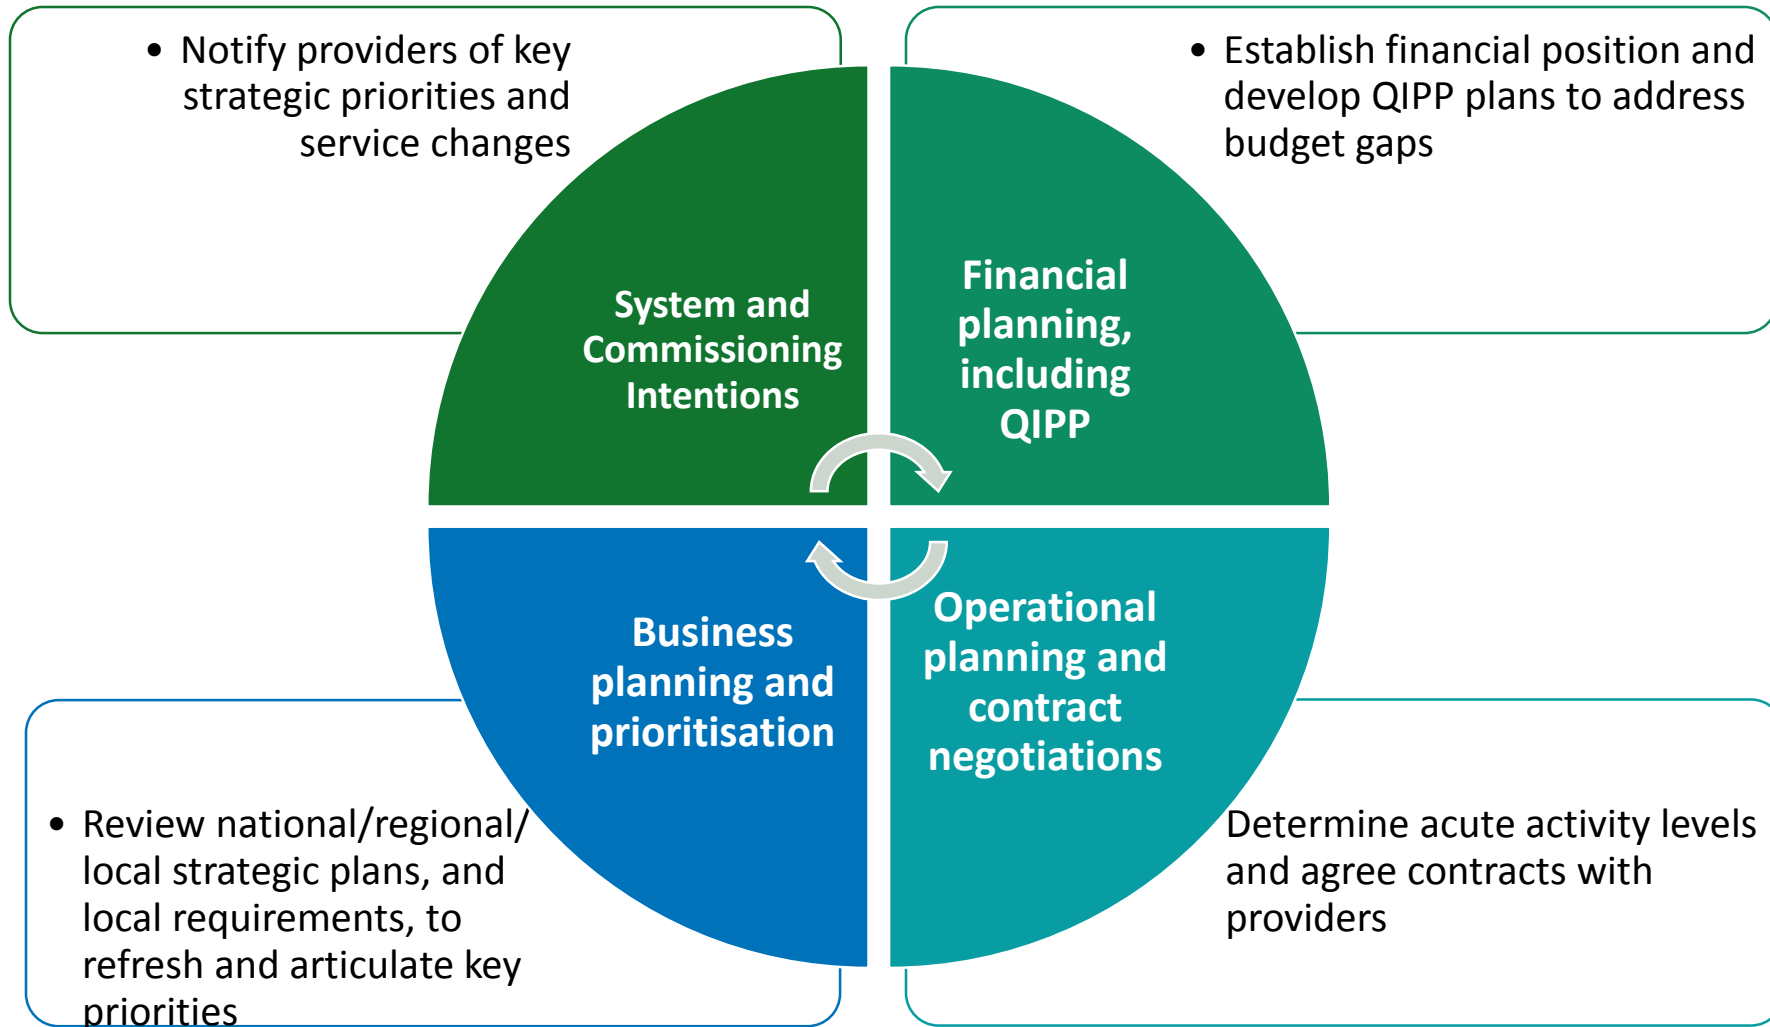 • Notify providers of key
strategic priorities and
service changes
• Establish financial position and
develop QIPP plans to address
budget gaps
System and
Commissioning
Intentions
Financial
planning,
including
QIPP
Business
planning and
prioritisation
Operational
planning and
contract
negotiations
• Review national/regional/
local strategic plans, and
local requirements, to
refresh and articulate key
priorities
Determine acute activity levels
and agree contracts with
providers